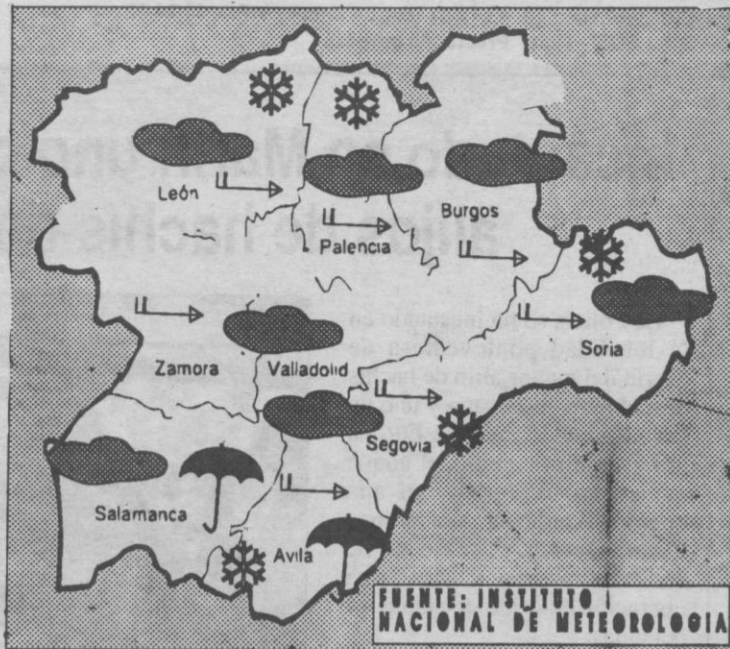 León
Burgos
Palencia
Soria
Zamora
Valladolid
Segovia
Salamanca
Avila
FUENTE: INSTITUTO
NACIONAL DE METEOROLOGIA